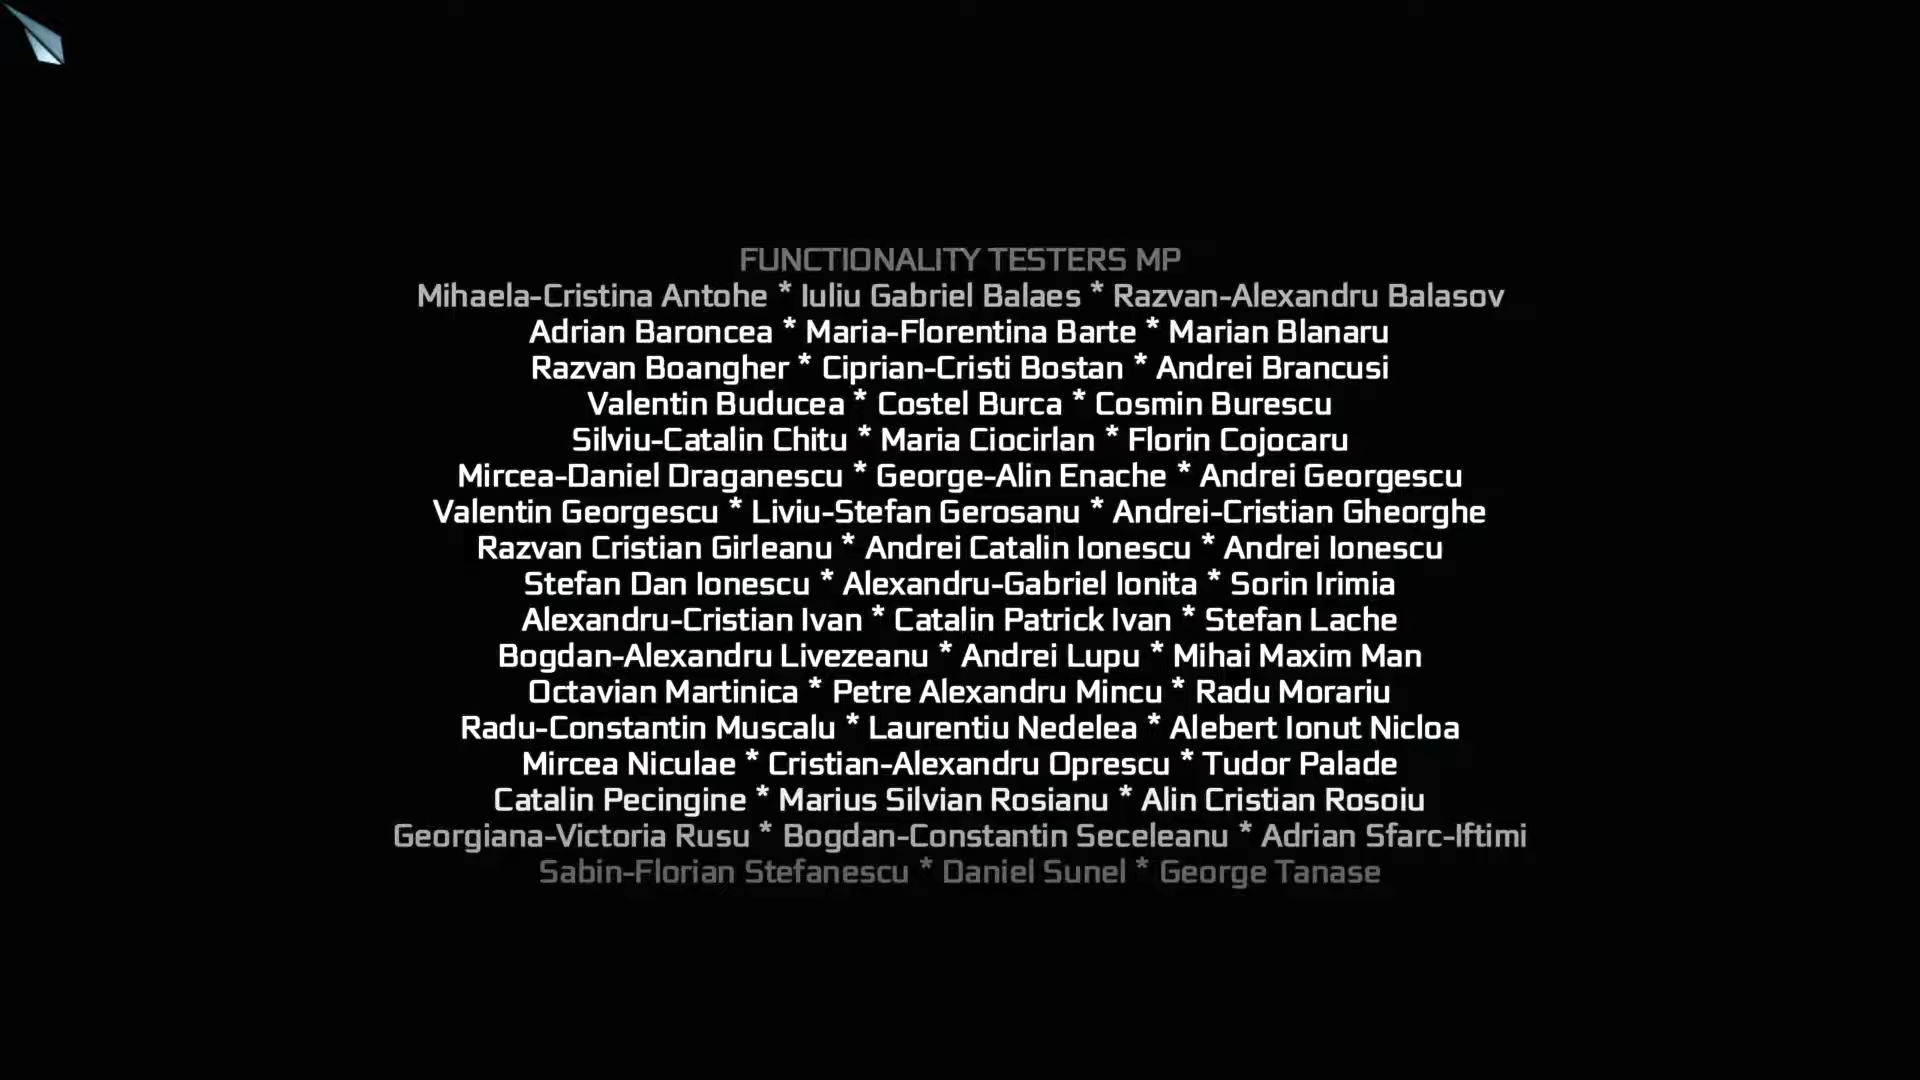 FUNCTIONALITY TESTERS MP
Mihaela-Cristina Antohe * Iuliu Gabriel Balaes * Razvan-Alexandru Balasov
Adrian Baroncea * Maria-Florentina Barte * Marian Blanaru
Razvan Boangher * Ciprian-Cristi Bostan * Andrei Brancusi
Valentin Buducea * Costel Burca * Cosmin Burescu
Silviu-Catalin Chitu * Maria Ciocirlan * Florin Cojocaru
Mircea-Daniel Draganescu * George-Alin Enache * Andrei Georgescu
Valentin Georgescu * Liviu-Stefan Gerosanu * Andrei-Cristian Gheorghe
Razvan Cristian Girleanu * Andrei Catalin Ionescu * Andrei Ionescu
Stefan Dan Ionescu * Alexandru-Gabriel Ionita * Sorin Irimia
Alexandru-Cristian Ivan * Catalin Patrick Ivan * Stefan Lache
Bogdan-Alexandru Livezeanu * Andrei Lupu * Mihai Maxim Man
Octavian Martinica * Petre Alexandru Mincu * Radu Morariu
Radu-Constantin Muscalu * Laurentiu Nedelea * Alebert Ionut Nicloa
Mircea Niculae * Cristian-Alexandru Oprescu * Tudor Palade
Catalin Pecingine * Marius Silvian Rosianu * Alin Cristian Rosoiu
Georgiana-Victoria Rusu * Bogdan-Constantin Seceleanu * Adrian Sfarc-Iftimi
Sabin-Florian Stefanescu * Daniel Sunel * George Tanase